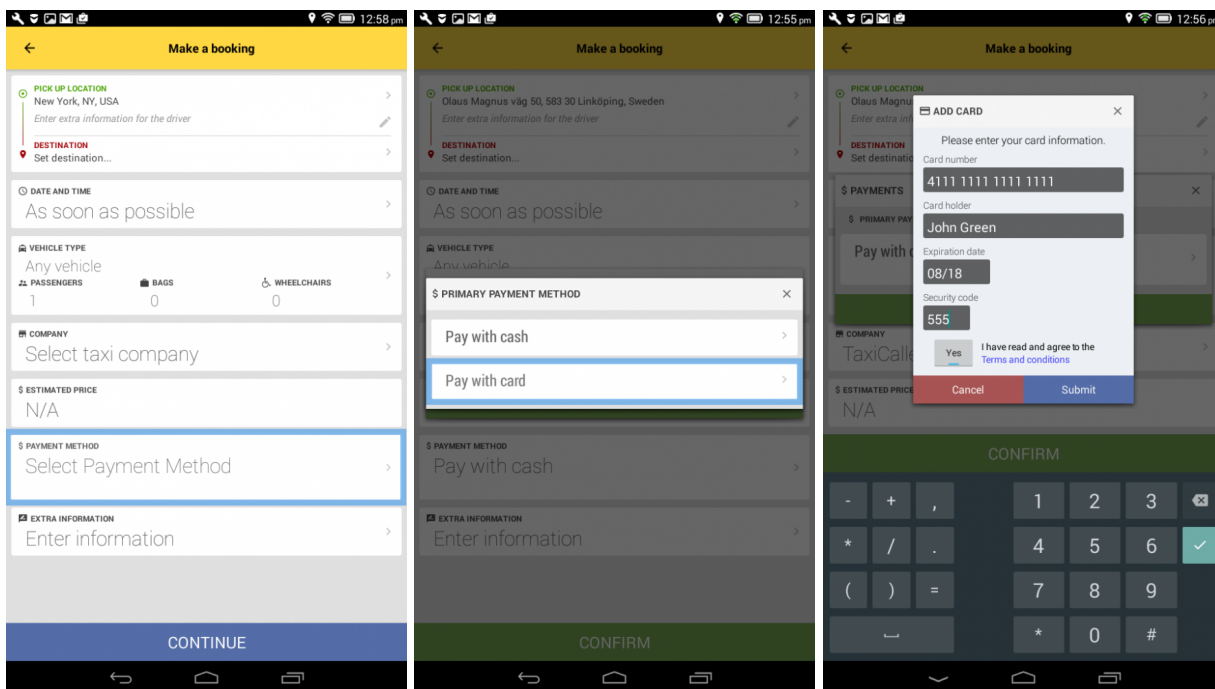 12:58 pm
Make a booking
PICK UP LOCATION
New York, NY, USA
Enter extra information for the driver
DESTINATION
Set destination...
DATE AND TIME
As soon as possible
VEHICLE TYPE
Any vehicle
PASSENGERS BAGS WHEELCHAIRS
1 0 0
COMPANY
Select taxi company
$ ESTIMATED PRICE
N/A
$ PAYMENT METHOD
Select Payment Method
EXTRA INFORMATION
Enter information
CONTINUE
12:55 pm
Make a booking
PICK UP LOCATION
Olaus Magnus väg 50, 583 30 Linköping, Sweden
Enter extra information for the driver
DESTINATION
Set destination...
DATE AND TIME
As soon as possible
VEHICLE TYPE
Any vehicle
$ PRIMARY PAYMENT METHOD
Pay with cash
Pay with card
$ PAYMENT METHOD
Pay with cash
EXTRA INFORMATION
Enter information
CONFIRM
12:56 p
Make a booking
PICK UP LOCATION
Olaus Magnu
Enter extra inf
DESTINATION
Set destinatio
$ PAYMENTS
$ PRIMARY PAY
Pay with
COMPANY
TaxiCalle
$ ESTIMATED PRICE
N/A
ADD CARD
Please enter your card information.
Card number
4111 1111 1111 1111
Card holder
John Green
Expiration date
08/18
Security code
555
Yes I have read and agree to the
Terms and conditions
Cancel Submit
CONFIRM
- + , 1 2 3
* / . 4 5 6
( ) = 7 8 9
* 0 #